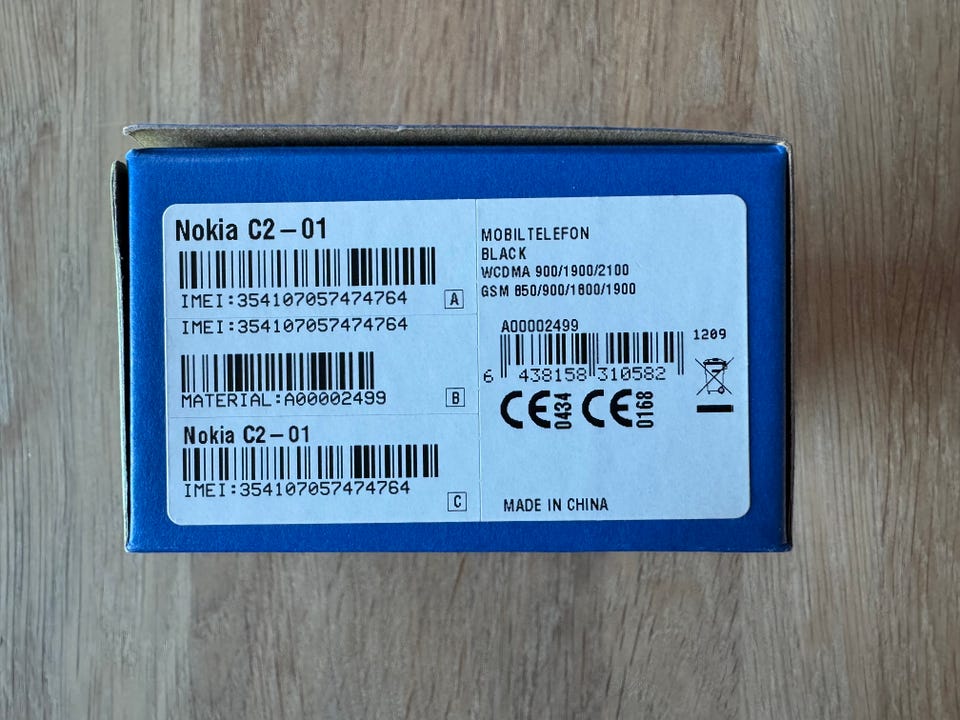 Nokia C2-01
IMEI:354107057474764
A
IMEI:354107057474764
MATERIAL:A00002499
B
Nokia C2-01
IMEI:354107057474764
C
MOBILTELEFON
BLACK
WCDMA 900/1900/2100
GSM 850/900/1800/1900
A00002499
1209
6 438158 310582
CE 0434 CE 0168
MADE IN CHINA